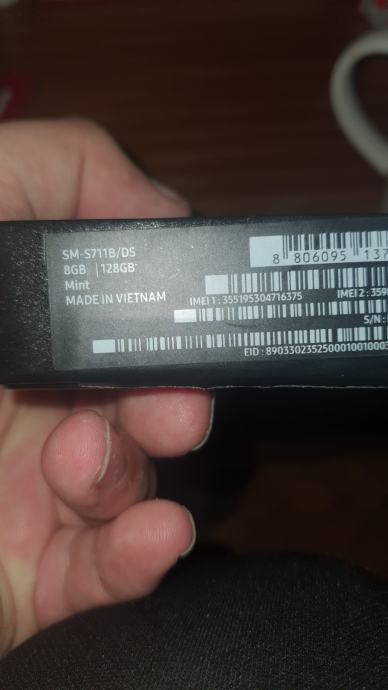 SM-S711B/DS
8GB | 128GB*
Mint
MADE IN VIETNAM
8 806095 137
IMEI 1 : 355195304716375
IMEI 2 : 359
S/N :
EID : 8903302352500010010003